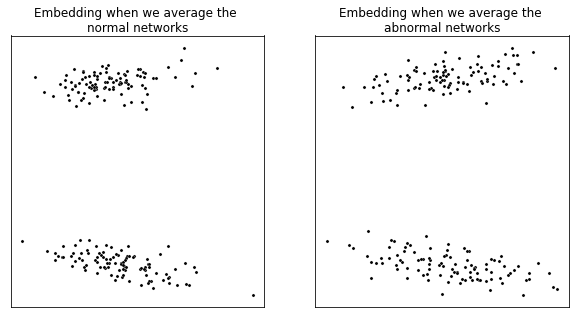 Embedding when we average the
normal networks
Embedding when we average the
abnormal networks